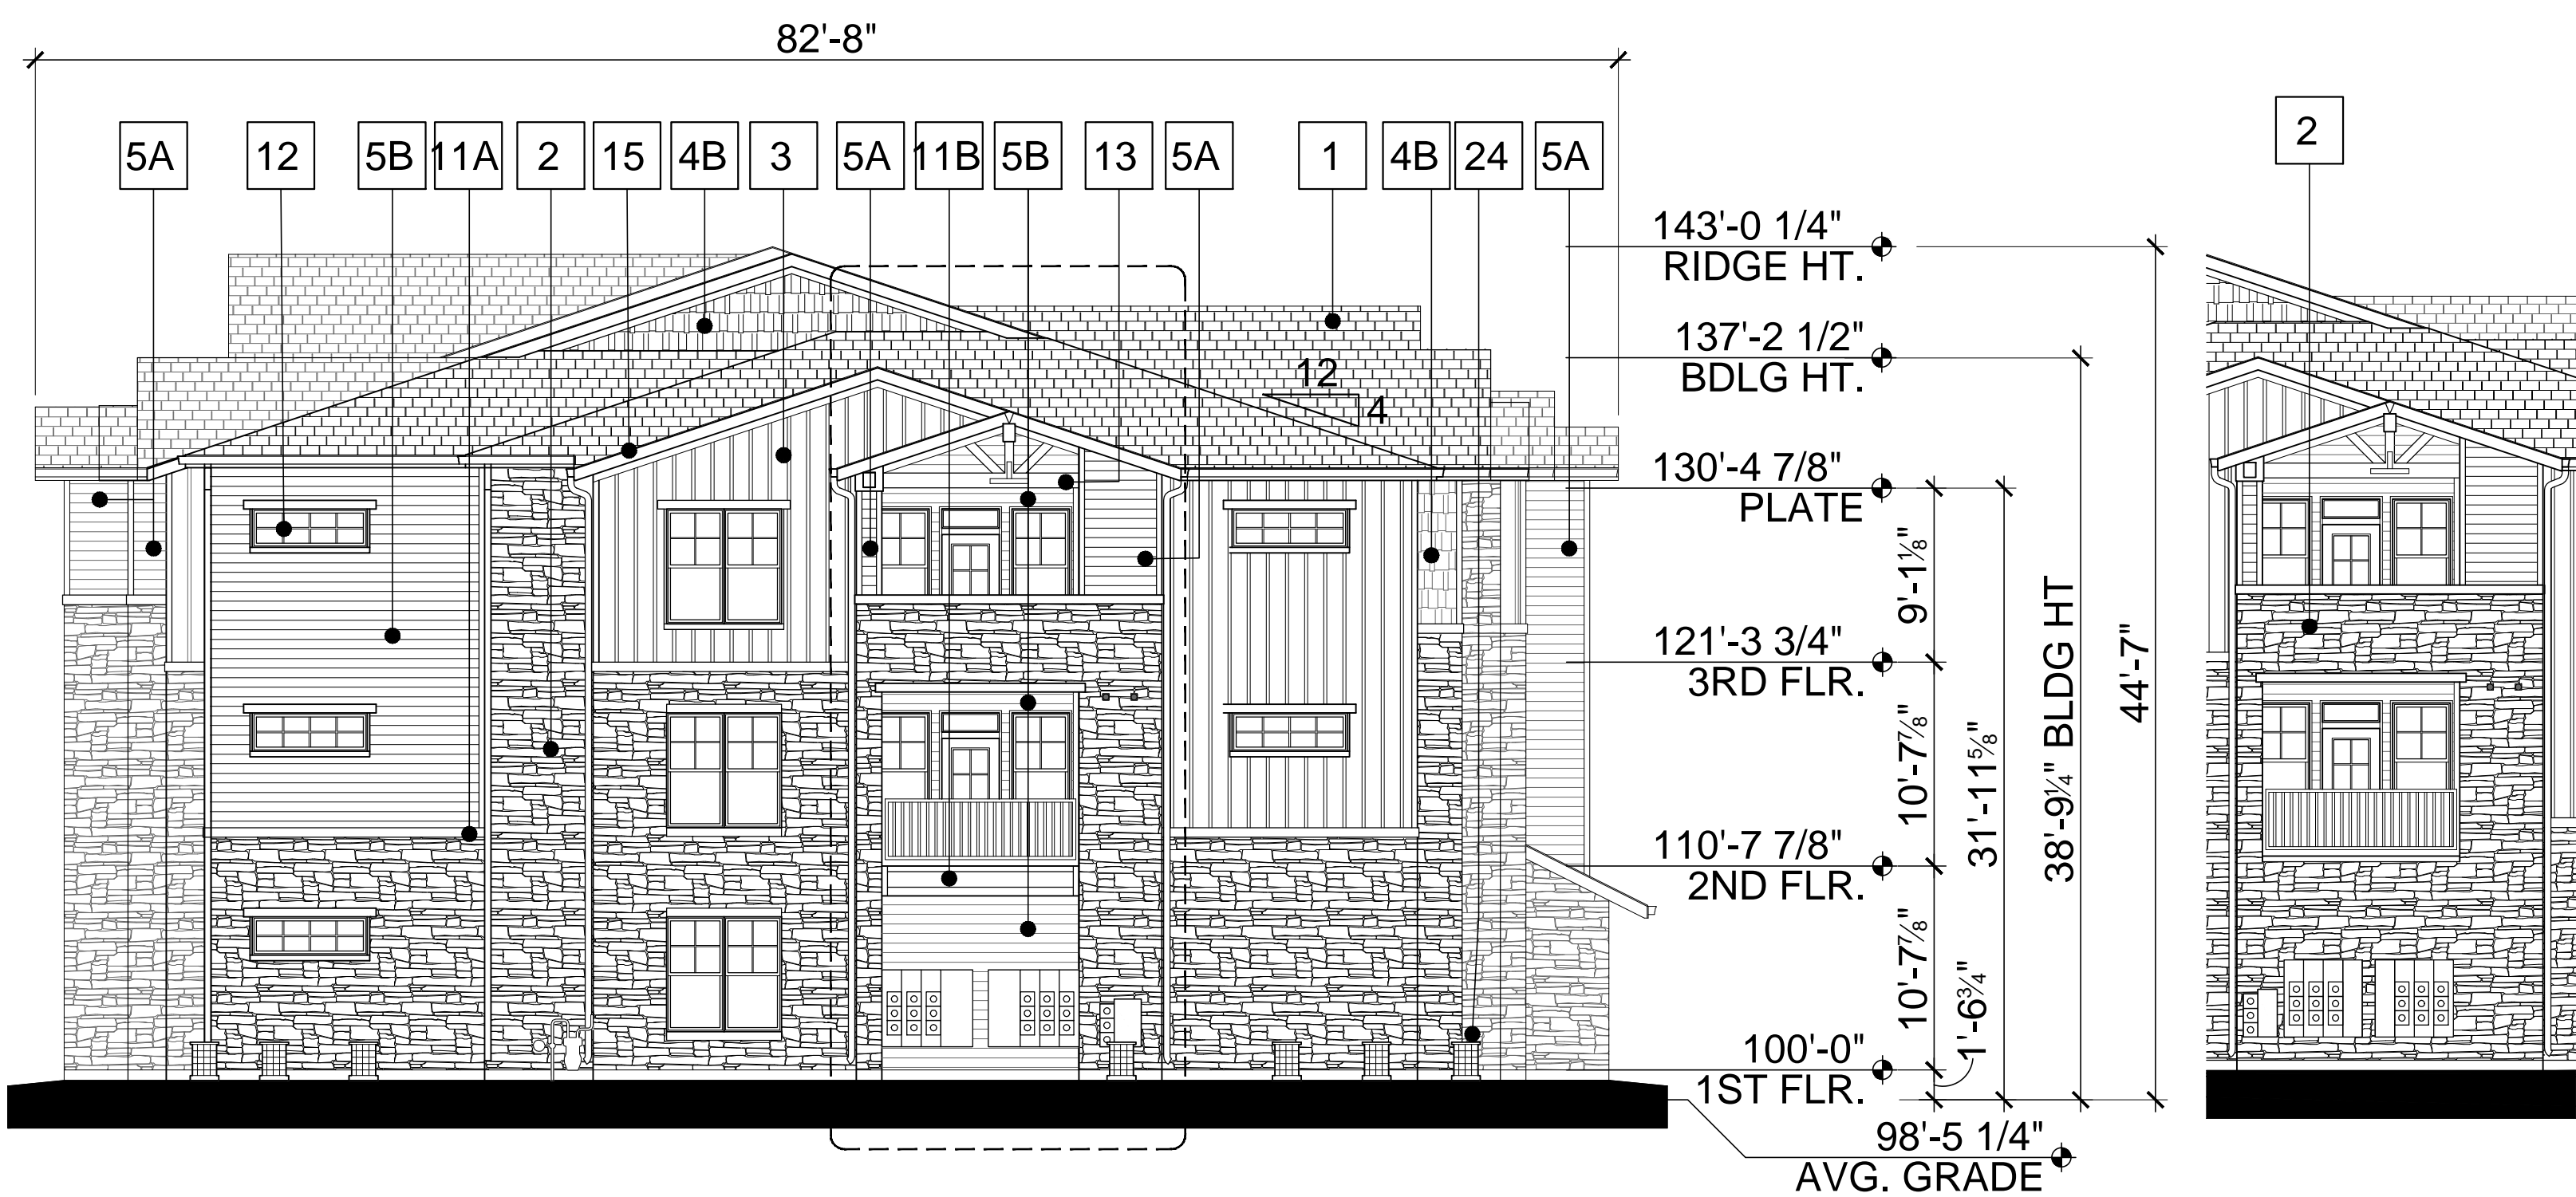 82'-8"
5A 12 5B 11A 2 15 4B 3 5A 11B 5B 13 5A 1 4B 24 5A
2
143'-0 1/4"
RIDGE HT.
137'-2 1/2"
BDLG HT.
12
4
130'-4 7/8"
PLATE
9'-1⅛"
121'-3 3/4"
3RD FLR.
10'-7⅞"
110'-7 7/8"
2ND FLR.
10'-7⅞"
100'-0"
1ST FLR.
1'-6¾"
31'-11⅝"
38'-9¼" BLDG HT
44'-7"
98'-5 1/4"
AVG. GRADE